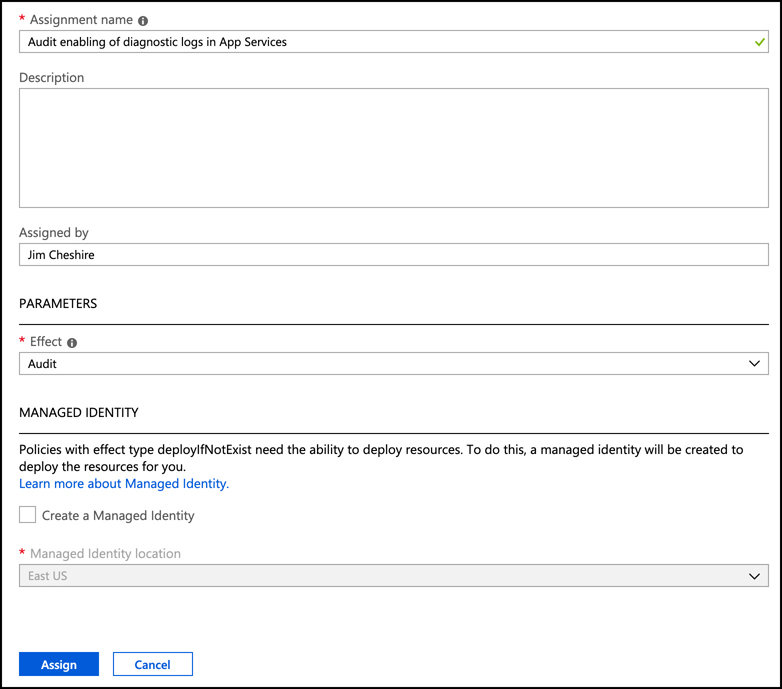 * Assignment name
Audit enabling of diagnostic logs in App Services
Description
Assigned by
Jim Cheshire
PARAMETERS
* Effect
Audit
MANAGED IDENTITY
Policies with effect type deployIfNotExist need the ability to deploy resources. To do this, a managed identity will be created to
deploy the resources for you.
Learn more about Managed Identity.
Create a Managed Identity
* Managed Identity location
East US
Assign Cancel